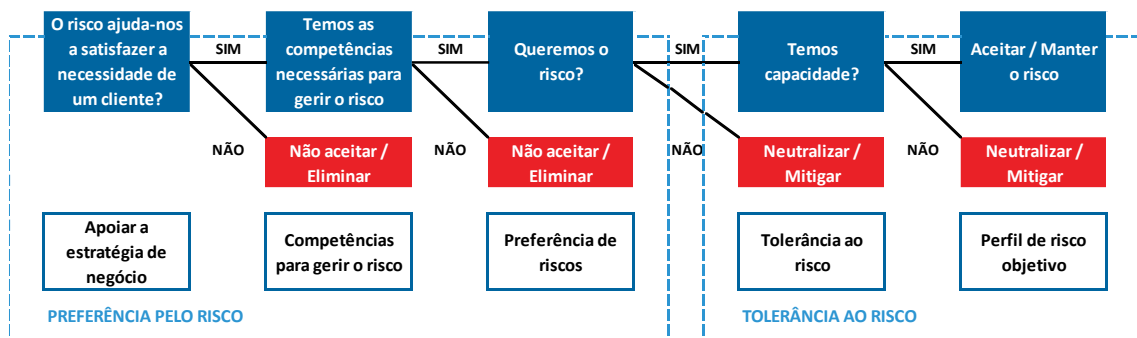 O risco ajuda-nos
a satisfazer a
necessidade de
um cliente?
SIM
Temos as
competências
necessárias para
gerir o risco
SIM
Queremos o
risco?
SIM
Temos
capacidade?
SIM
Aceitar / Manter
o risco
NÃO
Não aceitar /
Eliminar
NÃO
Não aceitar /
Eliminar
NÃO
Neutralizar /
Mitigar
NÃO
Neutralizar /
Mitigar
Apoiar a
estratégia de
negócio
Competências
para gerir o risco
Preferência de
riscos
Tolerância ao
risco
Perfil de risco
objetivo
PREFERÊNCIA PELO RISCO
TOLERÂNCIA AO RISCO